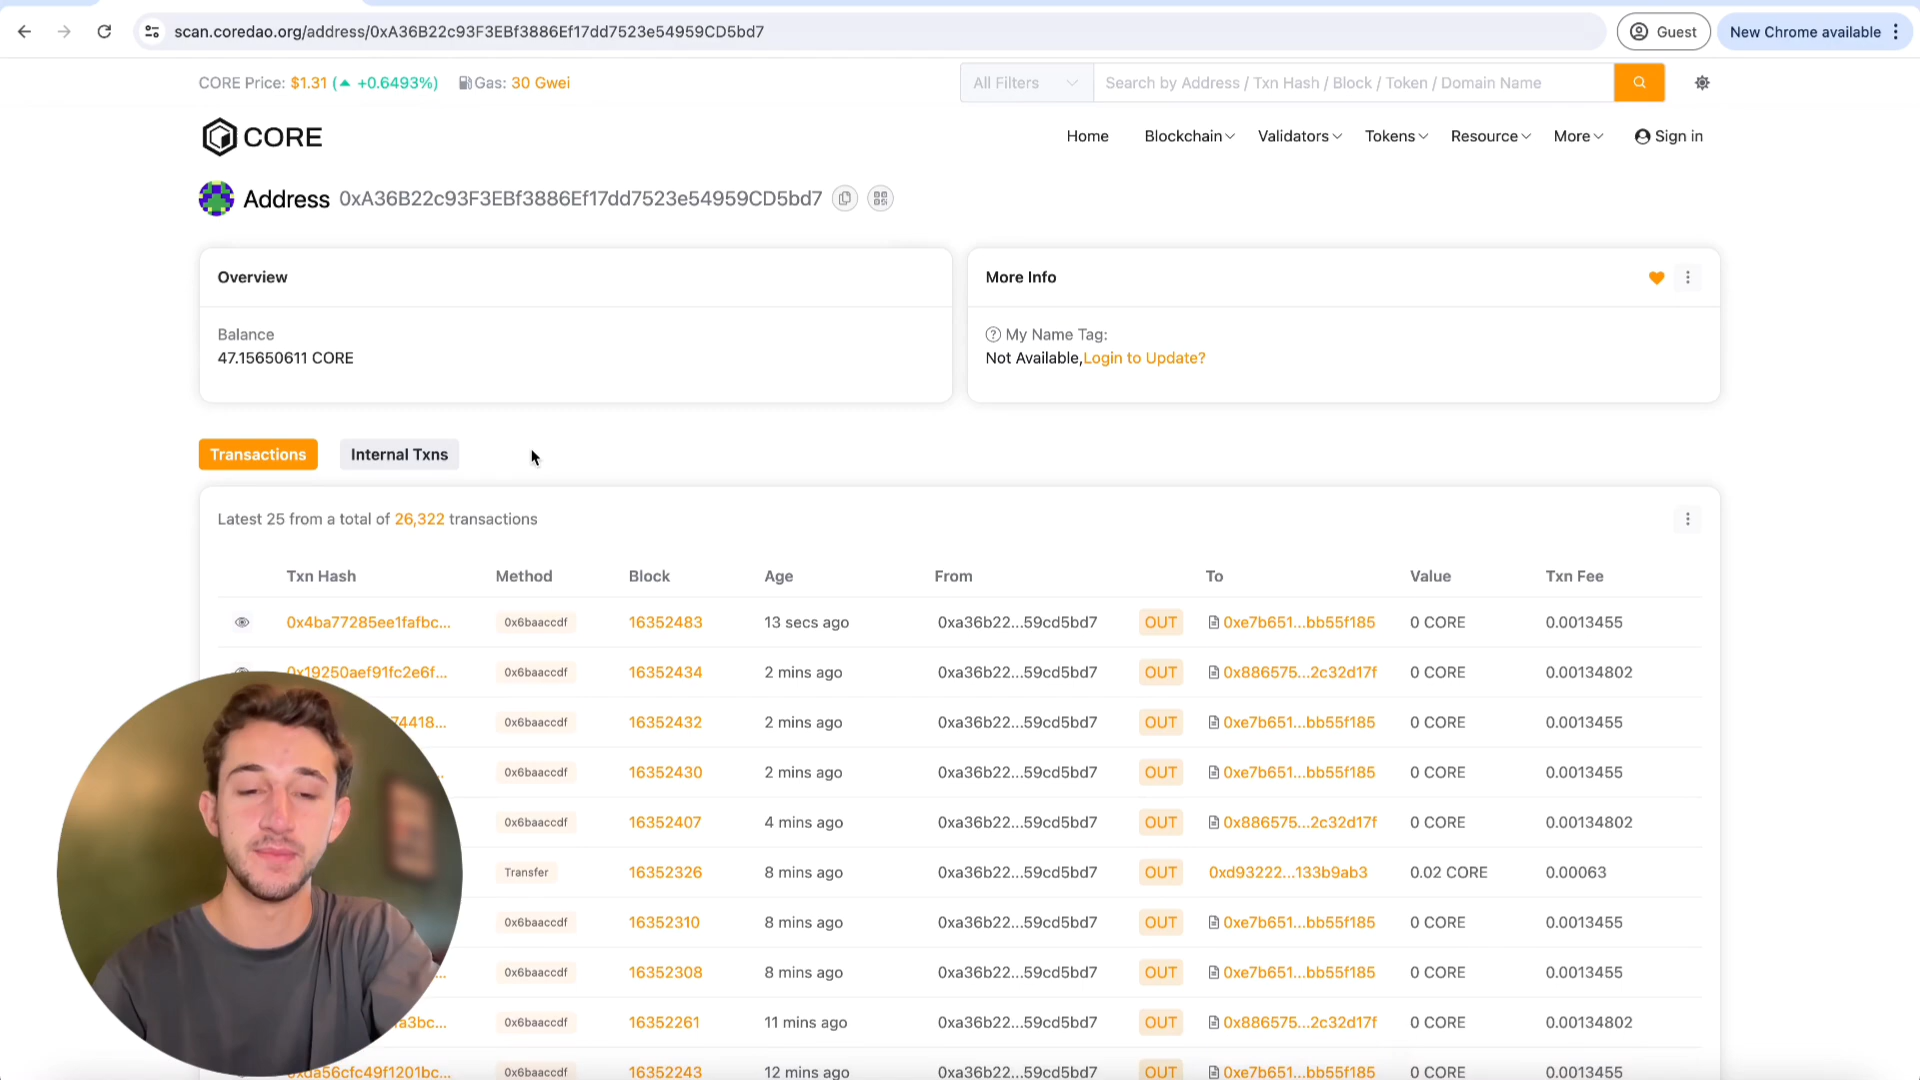 scan.coredao.org/address/0xA36B22c93F3EBf3886Ef17dd7523e54959CD5bd7
Guest
New Chrome available
CORE Price: $1.31 (▲ +0.6493%)
Gas: 30 Gwei
All Filters
Search by Address / Txn Hash / Block / Token / Domain Name
CORE
Home
Blockchain
Validators
Tokens
Resource
More
Sign in
Address 0xA36B22c93F3EBf3886Ef17dd7523e54959CD5bd7
Overview
Balance
47.15650611 CORE
More Info
My Name Tag:
Not Available,Login to Update?
Transactions
Internal Txns
Latest 25 from a total of 26,322 transactions
Txn Hash Method Block Age From To Value Txn Fee
0x4ba77285ee1fafbc... 0x6baaccdf 16352483 13 secs ago 0xa36b22...59cd5bd7 OUT 0xe7b651...bb55f185 0 CORE 0.0013455
0x19250aef91fc2e6f... 0x6baaccdf 16352434 2 mins ago 0xa36b22...59cd5bd7 OUT 0x886575...2c32d17f 0 CORE 0.00134802
74418... 0x6baaccdf 16352432 2 mins ago 0xa36b22...59cd5bd7 OUT 0xe7b651...bb55f185 0 CORE 0.0013455
0x6baaccdf 16352430 2 mins ago 0xa36b22...59cd5bd7 OUT 0xe7b651...bb55f185 0 CORE 0.0013455
0x6baaccdf 16352407 4 mins ago 0xa36b22...59cd5bd7 OUT 0x886575...2c32d17f 0 CORE 0.00134802
Transfer 16352326 8 mins ago 0xa36b22...59cd5bd7 OUT 0xd93222...133b9ab3 0.02 CORE 0.00063
0x6baaccdf 16352310 8 mins ago 0xa36b22...59cd5bd7 OUT 0xe7b651...bb55f185 0 CORE 0.0013455
0x6baaccdf 16352308 8 mins ago 0xa36b22...59cd5bd7 OUT 0xe7b651...bb55f185 0 CORE 0.0013455
a3bc... 0x6baaccdf 16352261 11 mins ago 0xa36b22...59cd5bd7 OUT 0x886575...2c32d17f 0 CORE 0.00134802
0xda56cfc49f1201bc... 0x6baaccdf 16352243 12 mins ago 0xa36b22...59cd5bd7 OUT 0xe7b651...bb55f185 0 CORE 0.0013455